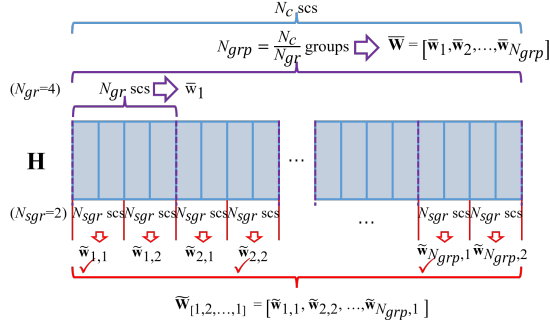 N_c scs
N_grp = N_c / N_gr groups ⇨ W̅ = [w̅_1, w̅_2, ..., w̅_N_grp]
(N_gr=4) N_gr scs ⇨ w̅_1
H ...
(N_sgr=2) N_sgr scs N_sgr scs N_sgr scs N_sgr scs ... N_sgr scs N_sgr scs
w̃_1,1 w̃_1,2 w̃_2,1 w̃_2,2 w̃_N_grp,1 w̃_N_grp,2
W̃_[1,2,...,1] = [w̃_1,1, w̃_2,2, ..., w̃_N_grp,1 ]